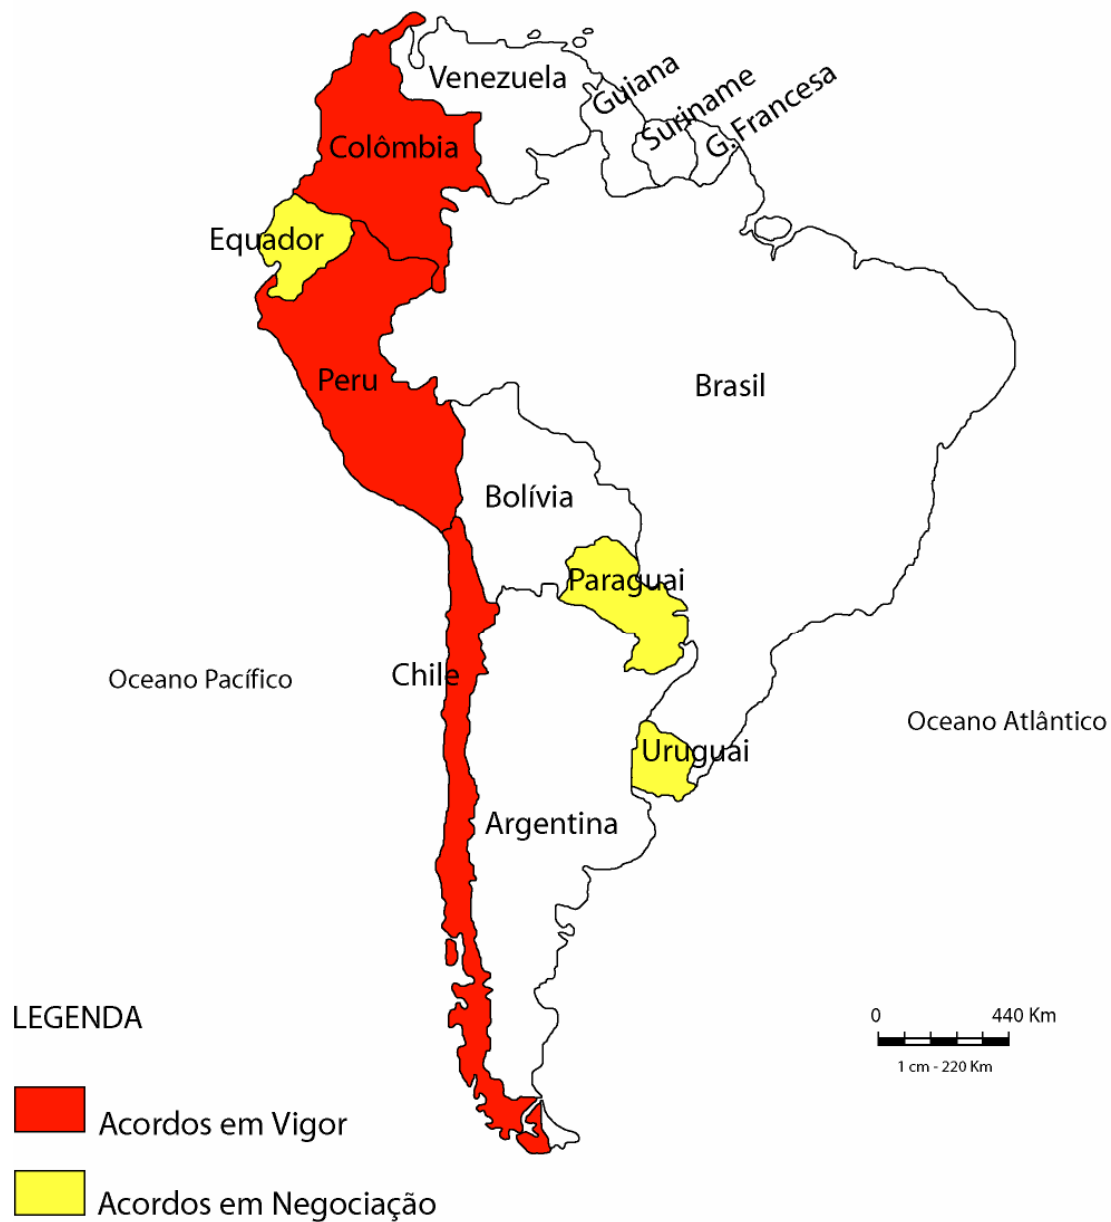 Venezuela
Guiana
Suriname
G. Francesa
Colômbia
Equador
Peru
Brasil
Bolívia
Paraguai
Chile
Oceano Pacífico
Oceano Atlântico
Uruguai
Argentina
LEGENDA
0 440 Km
1 cm - 220 Km
Acordos em Vigor
Acordos em Negociação